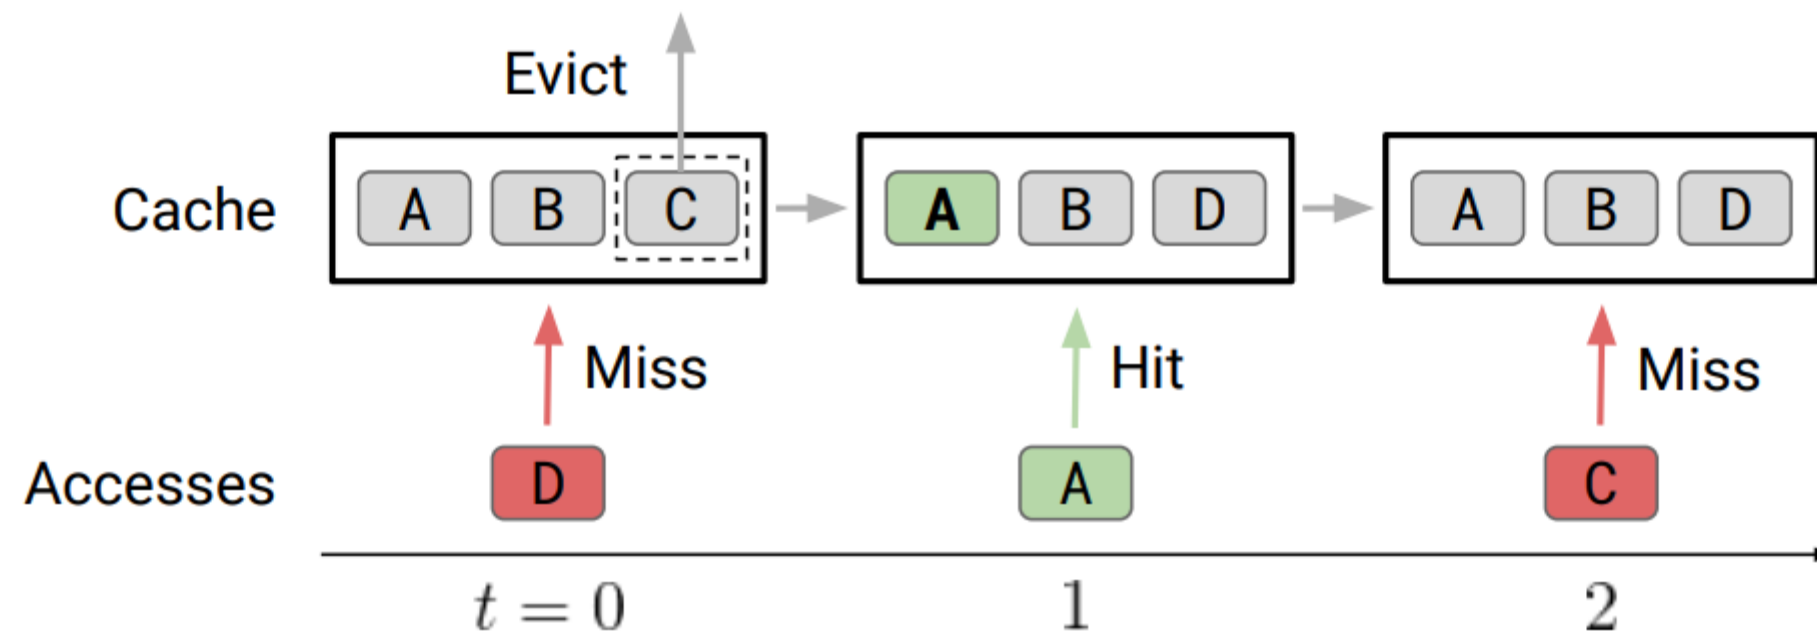 Evict
Cache A B C A B D A B D
Miss Hit Miss
Accesses D A C
t = 0 1 2